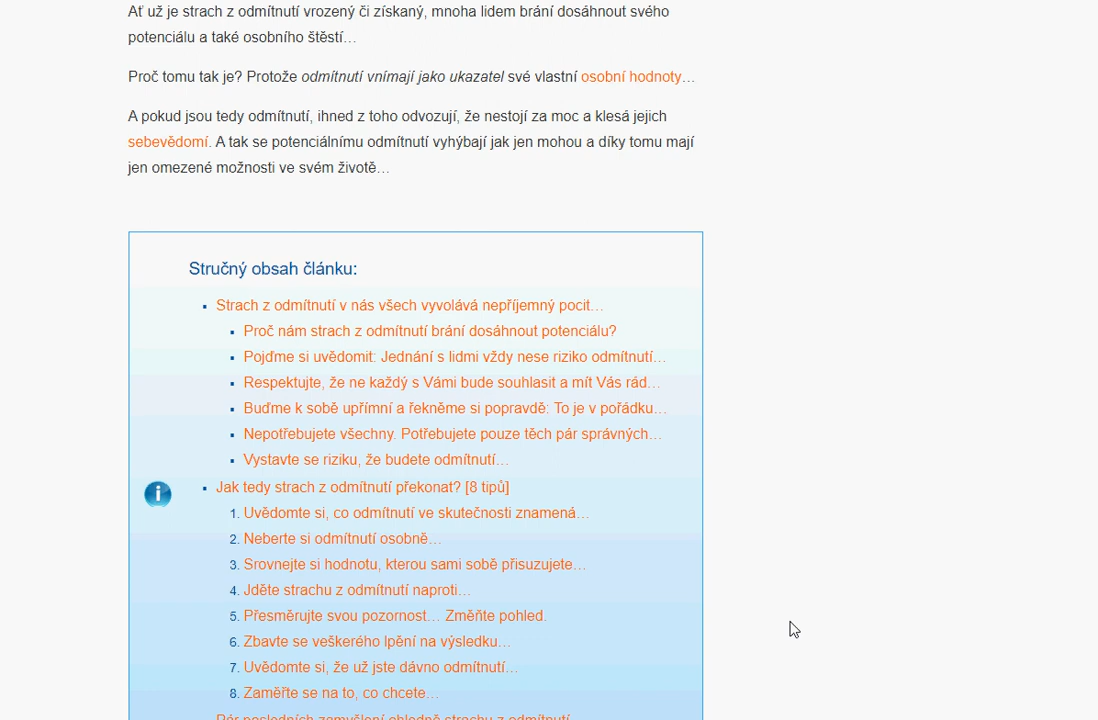 Ať už je strach z odmítnutí vrozený či získaný, mnoha lidem brání dosáhnout svého
potenciálu a také osobního štěstí…
Proč tomu tak je? Protože odmítnutí vnímají jako ukazatel své vlastní osobní hodnoty…
A pokud jsou tedy odmítnutí, ihned z toho odvozují, že nestojí za moc a klesá jejich
sebevědomí. A tak se potenciálnímu odmítnutí vyhýbají jak jen mohou a díky tomu mají
jen omezené možnosti ve svém životě…
Stručný obsah článku:
Strach z odmítnutí v nás všech vyvolává nepříjemný pocit…
Proč nám strach z odmítnutí brání dosáhnout potenciálu?
Pojďme si uvědomit: Jednání s lidmi vždy nese riziko odmítnutí…
Respektujte, že ne každý s Vámi bude souhlasit a mít Vás rád…
Buďme k sobě upřímní a řekněme si popravdě: To je v pořádku…
Nepotřebujete všechny. Potřebujete pouze těch pár správných…
Vystavte se riziku, že budete odmítnutí…
Jak tedy strach z odmítnutí překonat? [8 tipů]
1. Uvědomte si, co odmítnutí ve skutečnosti znamená…
2. Neberte si odmítnutí osobně…
3. Srovnejte si hodnotu, kterou sami sobě přisuzujete…
4. Jděte strachu z odmítnutí naproti…
5. Přesměrujte svou pozornost… Změňte pohled.
6. Zbavte se veškerého lpění na výsledku…
7. Uvědomte si, že už jste dávno odmítnutí…
8. Zaměřte se na to, co chcete…
Pár posledních zamyšlení ohledně strachu z odmítnutí…